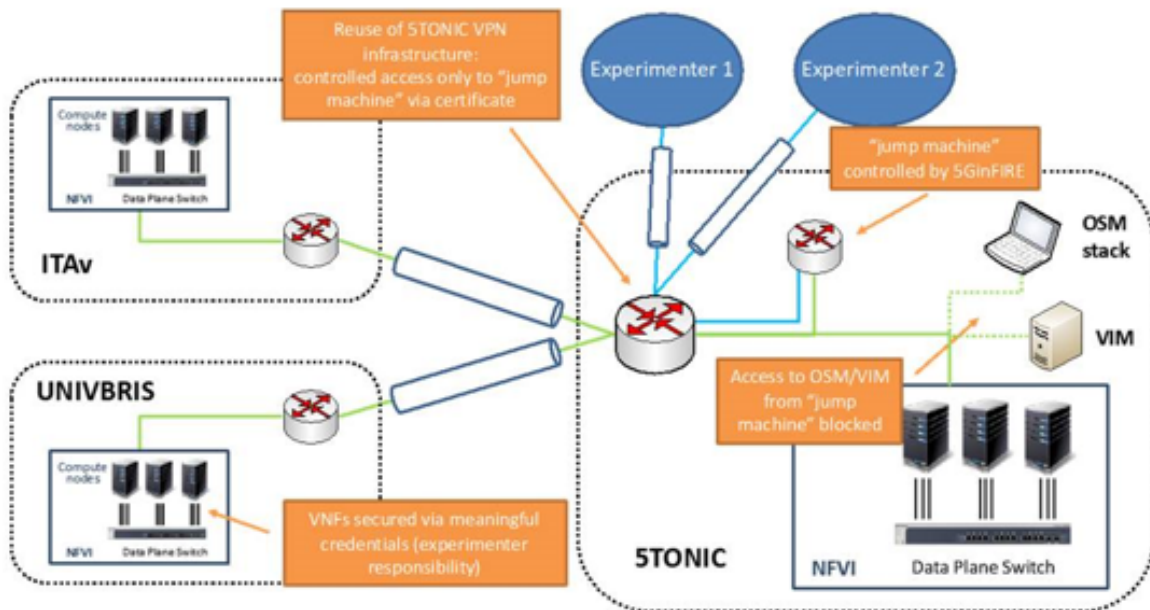 Reuse of 5TONIC VPN
infrastructure:
controlled access only to "jump
machine" via certificate
Experimenter 1
Experimenter 2
"jump machine"
controlled by 5GinFIRE
Compute
nodes
NFVI
Data Plane Switch
ITAv
OSM
stack
VIM
Access to OSM/VIM
from "jump
machine" blocked
UNIVBRIS
Compute
nodes
NFVI
Data Plane Switch
VNFs secured via meaningful
credentials (experimenter
responsibility)
5TONIC
NFVI
Data Plane Switch